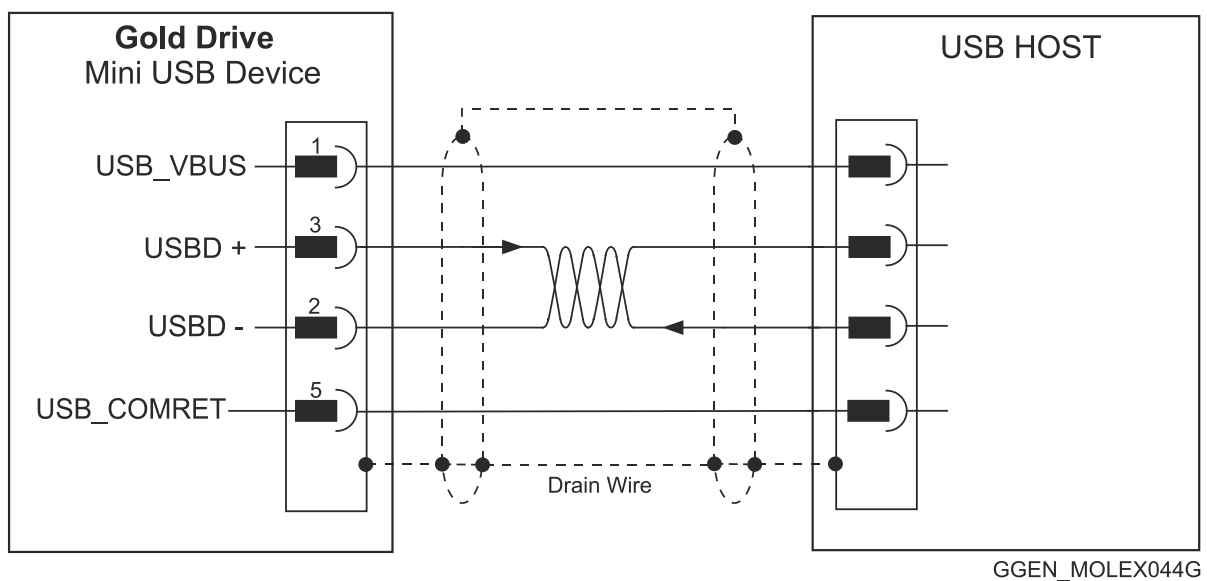 Gold Drive
Mini USB Device
USB HOST
USB_VBUS
1
USBD +
3
USBD -
2
USB_COMRET
5
Drain Wire
GGEN_MOLEX044G